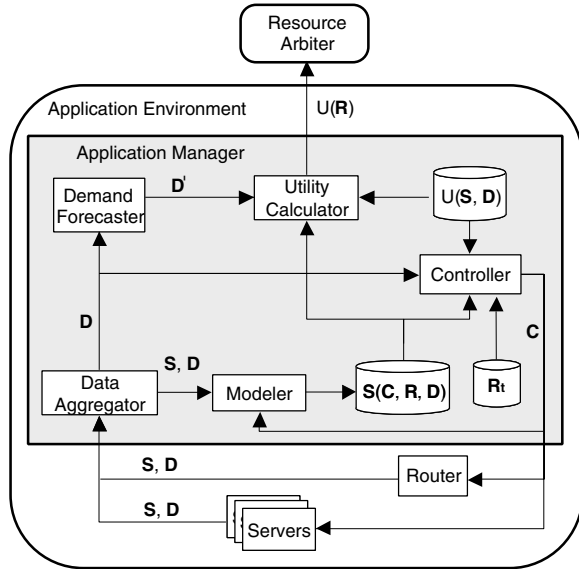 Resource
Arbiter
Application Environment
U(R)
Application Manager
Demand
Forecaster
D'
Utility
Calculator
U(S, D)
Controller
D
C
S, D
Data
Aggregator
Modeler
S(C, R, D)
Rt
S, D
Router
S, D
S
S
Servers